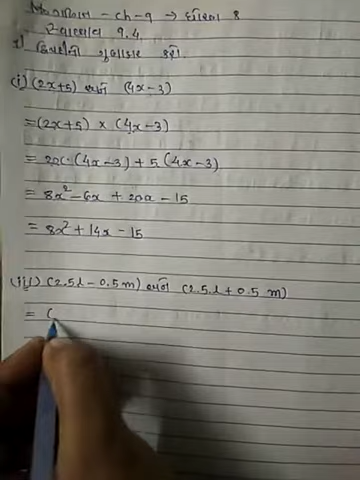 ગણિત - ch-9 → ધોરણ 8
સ્વાધ્યાય 9.4
1) દ્વિપદીનો ગુણાકાર કરો.
(i) (2x+5) અને (4x-3)
= (2x+5) × (4x-3)
= 2x (4x-3) + 5 (4x-3)
= 8x² - 6x + 20x - 15
= 8x² + 14x - 15
(iii) (2.5l - 0.5m) અને (2.5l + 0.5m)
= (